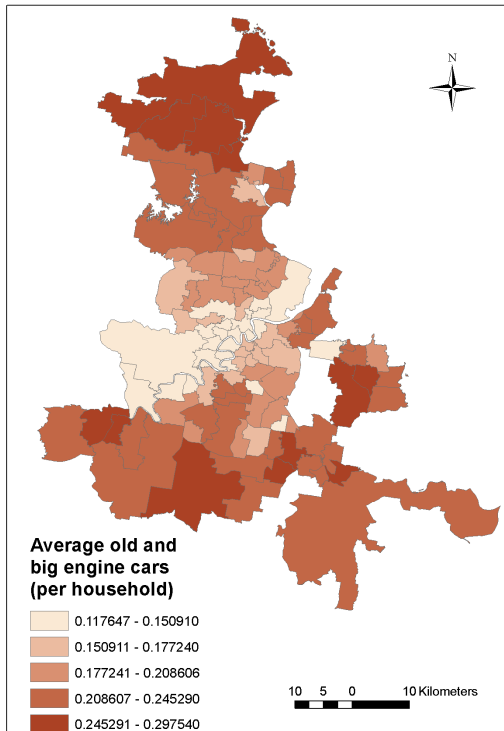 N
Average old and
big engine cars
(per household)
0.117647 - 0.150910
0.150911 - 0.177240
0.177241 - 0.208606
0.208607 - 0.245290
0.245291 - 0.297540
10 5 0 10 Kilometers